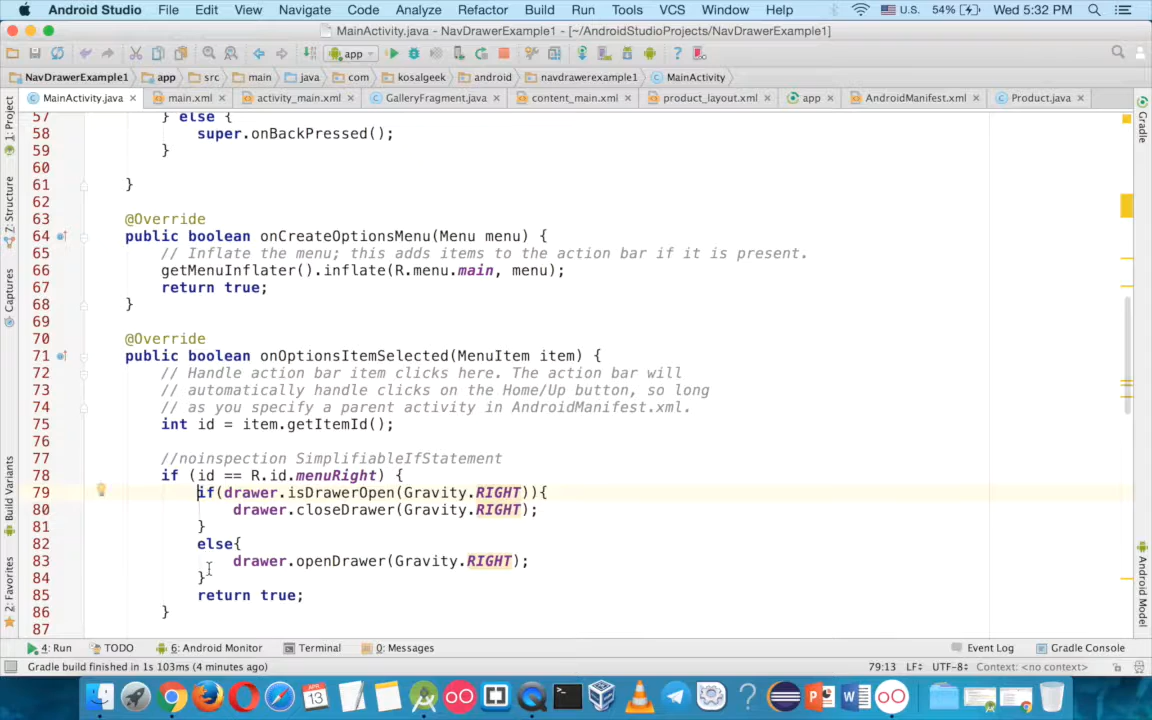 Android Studio File Edit View Navigate Code Analyze Refactor Build Run Tools VCS Window Help U.S. 54% Wed 5:32 PM
MainActivity.java - NavDrawerExample1 - [~/AndroidStudioProjects/NavDrawerExample1]
app
NavDrawerExample1 app src main java com kosalgeek android navdrawerexample1 MainActivity
MainActivity.java main.xml activity_main.xml GalleryFragment.java content_main.xml product_layout.xml app AndroidManifest.xml Product.java
1: Project
Z: Structure
Captures
Build Variants
2: Favorites
57 } else {
58 super.onBackPressed();
59 }
60
61 }
62
63 @Override
64 public boolean onCreateOptionsMenu(Menu menu) {
65 // Inflate the menu; this adds items to the action bar if it is present.
66 getMenuInflater().inflate(R.menu.main, menu);
67 return true;
68 }
69
70 @Override
71 public boolean onOptionsItemSelected(MenuItem item) {
72 // Handle action bar item clicks here. The action bar will
73 // automatically handle clicks on the Home/Up button, so long
74 // as you specify a parent activity in AndroidManifest.xml.
75 int id = item.getItemId();
76
77 //noinspection SimplifiableIfStatement
78 if (id == R.id.menuRight) {
79 if(drawer.isDrawerOpen(Gravity.RIGHT)){
80 drawer.closeDrawer(Gravity.RIGHT);
81 }
82 else{
83 drawer.openDrawer(Gravity.RIGHT);
84 }
85 return true;
86 }
87
Gradle
Android Model
4: Run TODO 6: Android Monitor Terminal 0: Messages Event Log Gradle Console
Gradle build finished in 1s 103ms (4 minutes ago) 79:13 LF÷ UTF-8÷ Context: <no context>
APR
13